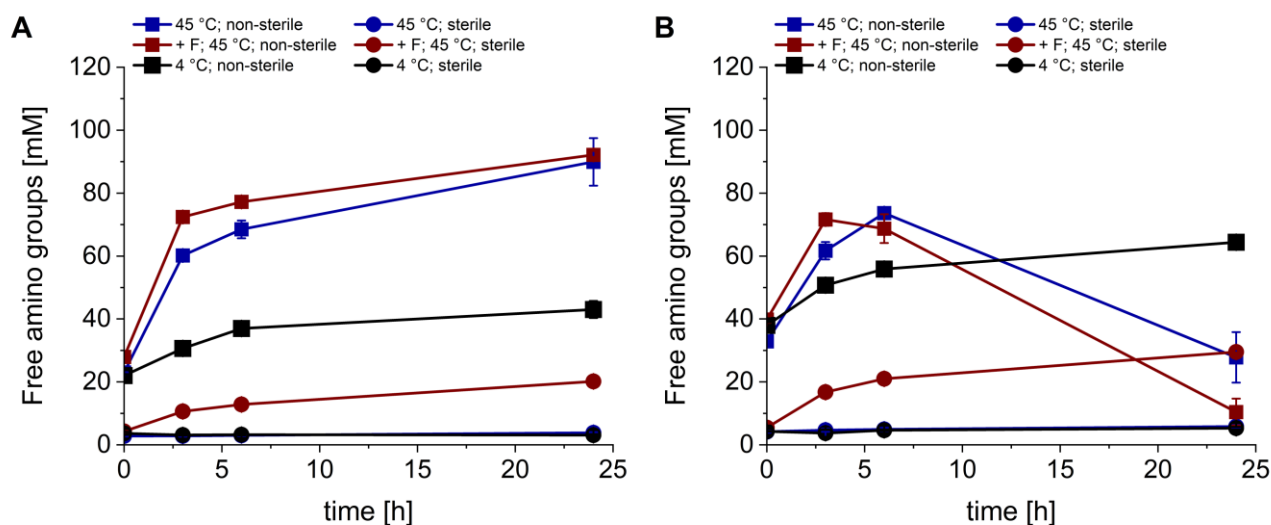 A
45 °C; non-sterile 45 °C; sterile
+ F; 45 °C; non-sterile + F; 45 °C; sterile
4 °C; non-sterile 4 °C; sterile
120
100
80
60
40
20
0
Free amino groups [mM]
0 5 10 15 20 25
time [h]
B
45 °C; non-sterile 45 °C; sterile
+ F; 45 °C; non-sterile + F; 45 °C; sterile
4 °C; non-sterile 4 °C; sterile
120
100
80
60
40
20
0
Free amino groups [mM]
0 5 10 15 20 25
time [h]